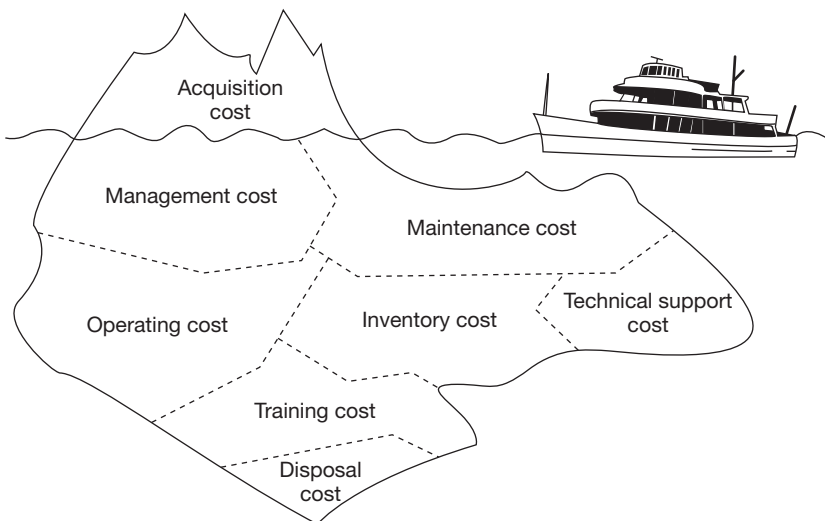 Acquisition
cost
Management cost
Maintenance cost
Technical support
cost
Operating cost
Inventory cost
Training cost
Disposal
cost